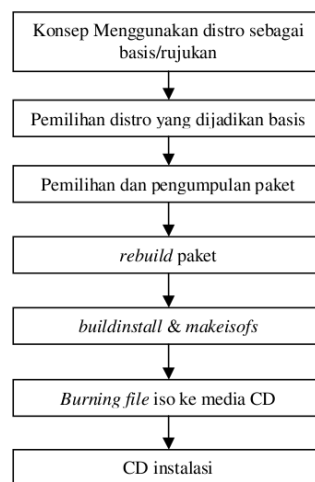 Konsep Menggunakan distro sebagai
basis/rujukan
Pemilihan distro yang dijadikan basis
Pemilihan dan pengumpulan paket
rebuild paket
buildinstall & makeisofs
Burning file iso ke media CD
CD instalasi